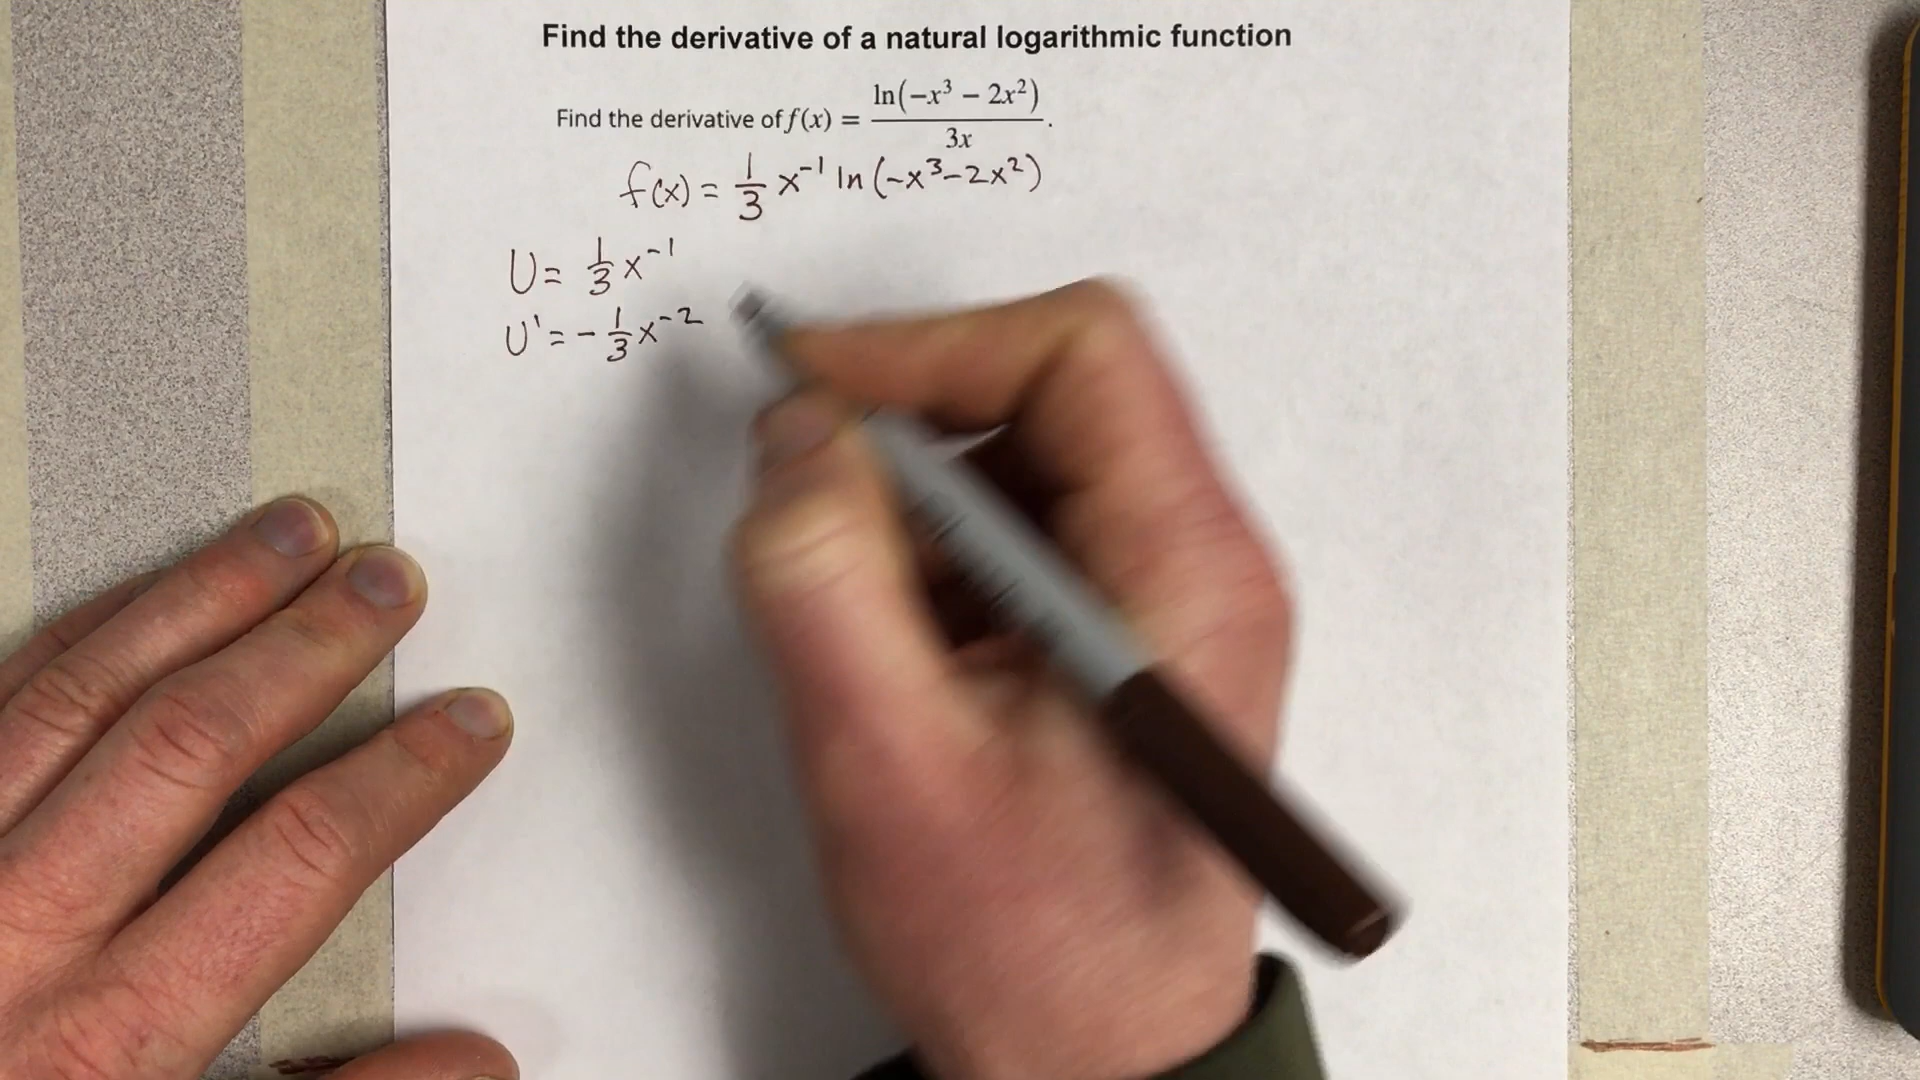 Find the derivative of a natural logarithmic function
Find the derivative of f(x) = ln(−x³ − 2x²) / 3x .
f(x) = 1/3 x⁻¹ ln(-x³-2x²)
U = 1/3 x⁻¹
U' = - 1/3 x⁻²